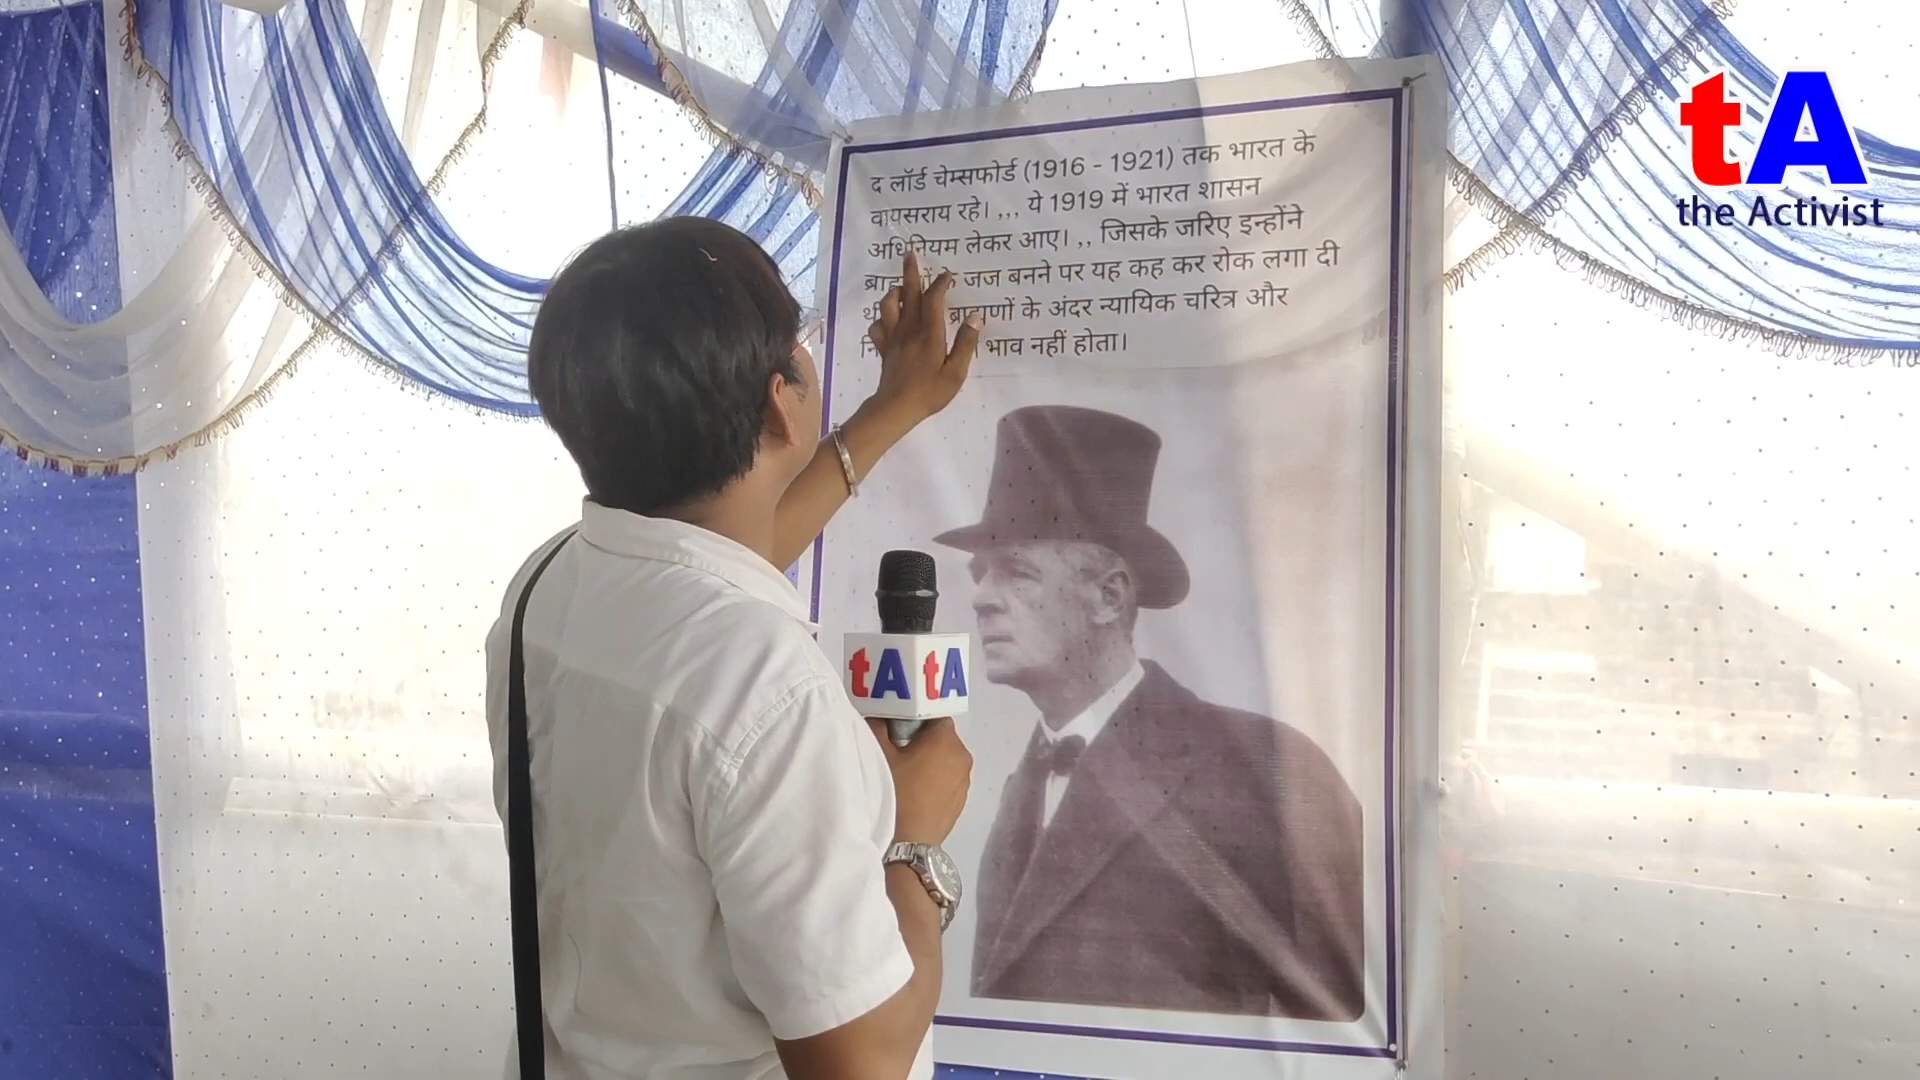 द लॉर्ड चेम्सफोर्ड (1916 - 1921) तक भारत के
वायसराय रहे। ,,, ये 1919 में भारत शासन
अधिनियम लेकर आए। ,, जिसके जरिए इन्होंने
के जज बनने पर यह कह कर रोक लगा दी
ब्राह्मणों के अंदर न्यायिक चरित्र और
भाव नहीं होता।
tA
the Activist
tA tA